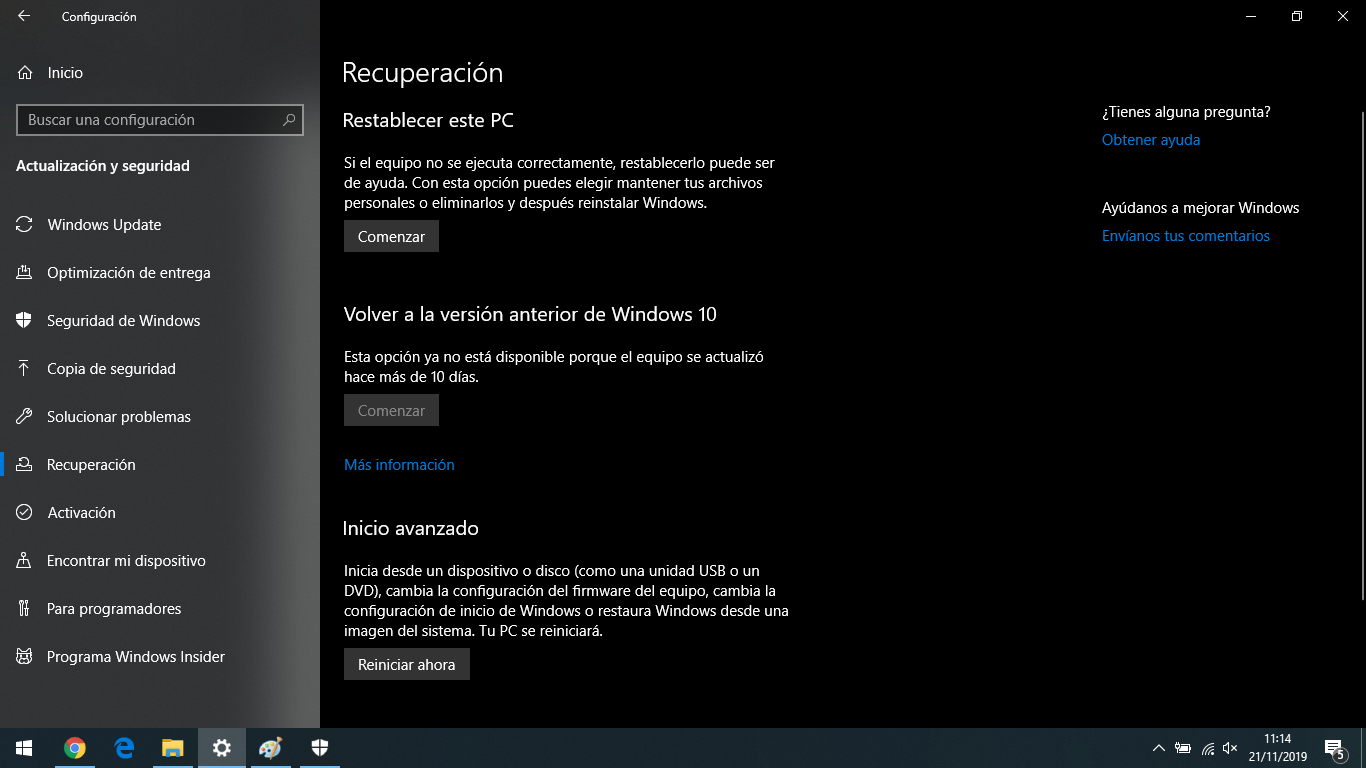 Configuración
Inicio
Buscar una configuración
Actualización y seguridad
Windows Update
Optimización de entrega
Seguridad de Windows
Copia de seguridad
Solucionar problemas
Recuperación
Activación
Encontrar mi dispositivo
Para programadores
Programa Windows Insider
Recuperación
Restablecer este PC
Si el equipo no se ejecuta correctamente, restablecerlo puede ser
de ayuda. Con esta opción puedes elegir mantener tus archivos
personales o eliminarlos y después reinstalar Windows.
Comenzar
Volver a la versión anterior de Windows 10
Esta opción ya no está disponible porque el equipo se actualizó
hace más de 10 días.
Comenzar
Más información
Inicio avanzado
Inicia desde un dispositivo o disco (como una unidad USB o un
DVD), cambia la configuración del firmware del equipo, cambia la
configuración de inicio de Windows o restaura Windows desde una
imagen del sistema. Tu PC se reiniciará.
Reiniciar ahora
¿Tienes alguna pregunta?
Obtener ayuda
Ayúdanos a mejorar Windows
Envíanos tus comentarios
11:14
21/11/2019
5